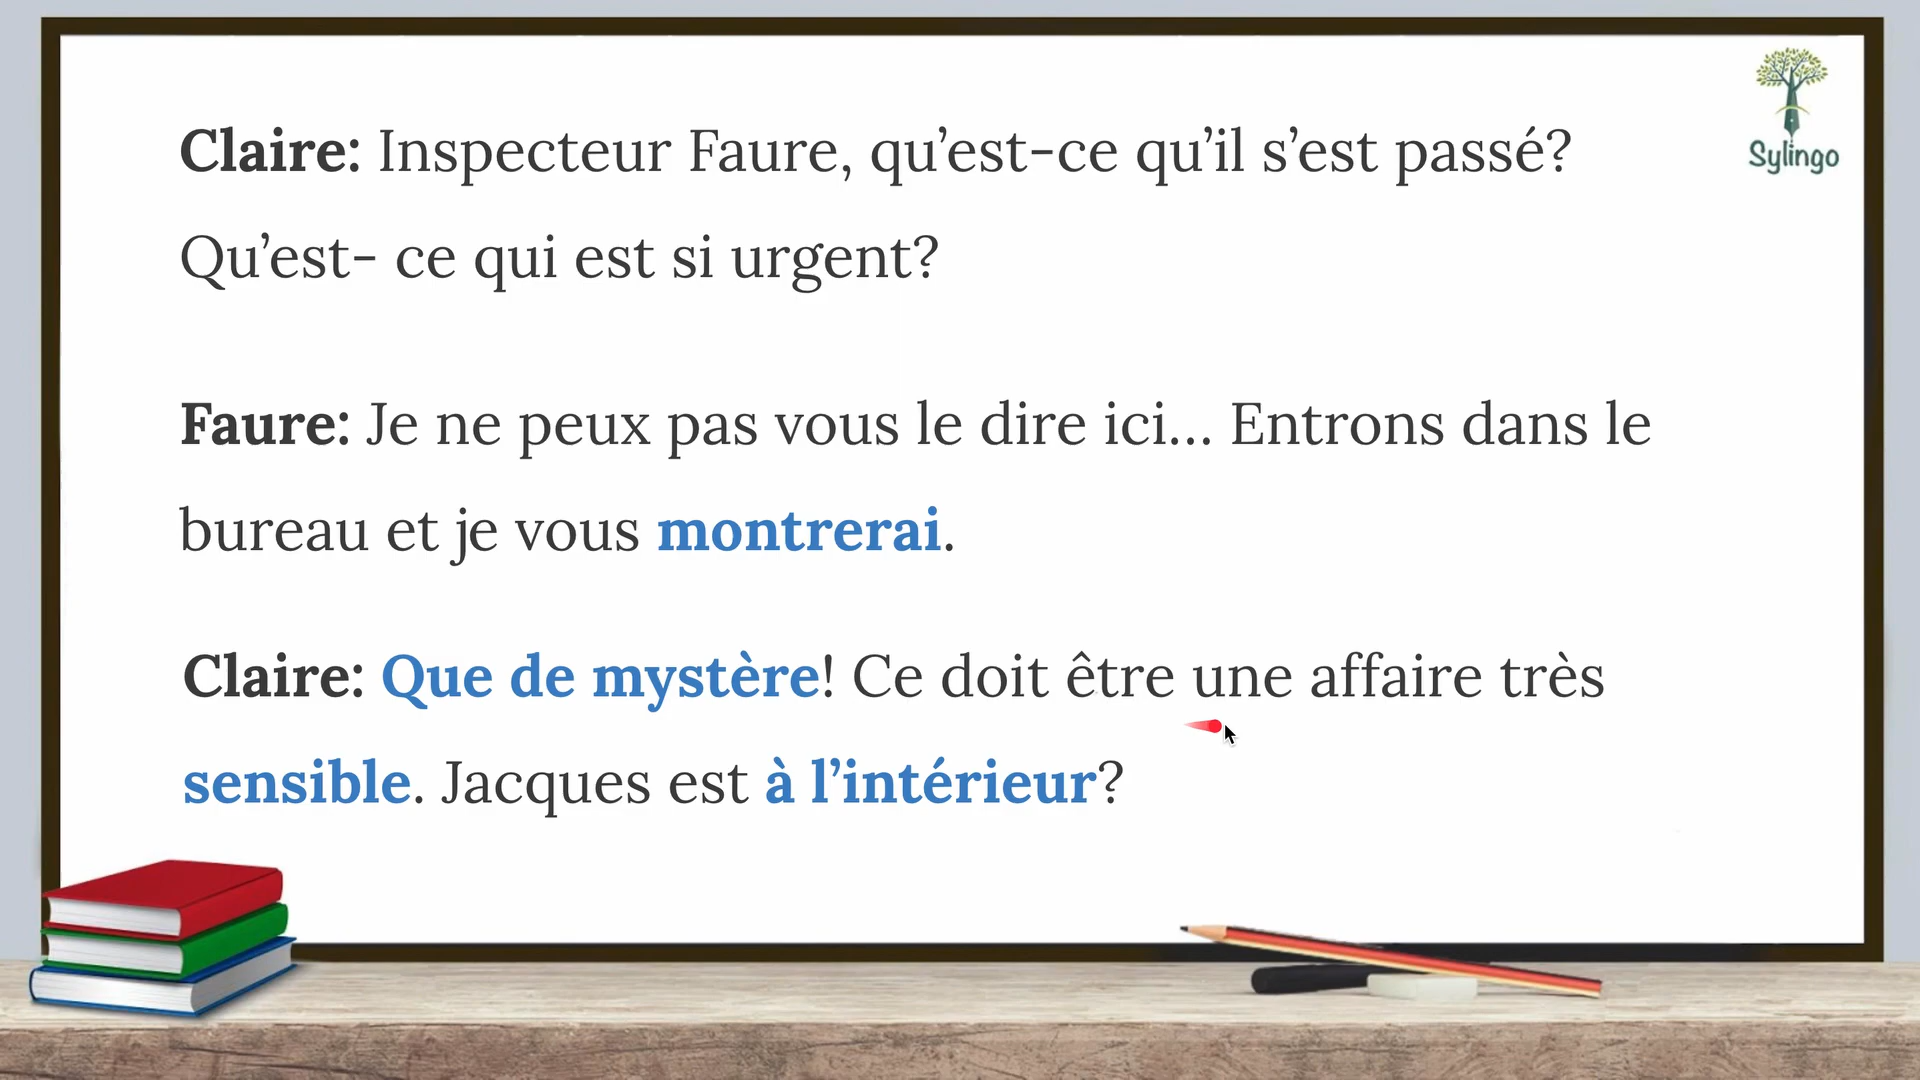 Sylingo
Claire: Inspecteur Faure, qu’est-ce qu’il s’est passé?
Qu’est- ce qui est si urgent?
Faure: Je ne peux pas vous le dire ici... Entrons dans le
bureau et je vous montrerai.
Claire: Que de mystère! Ce doit être une affaire très
sensible. Jacques est à l’intérieur?